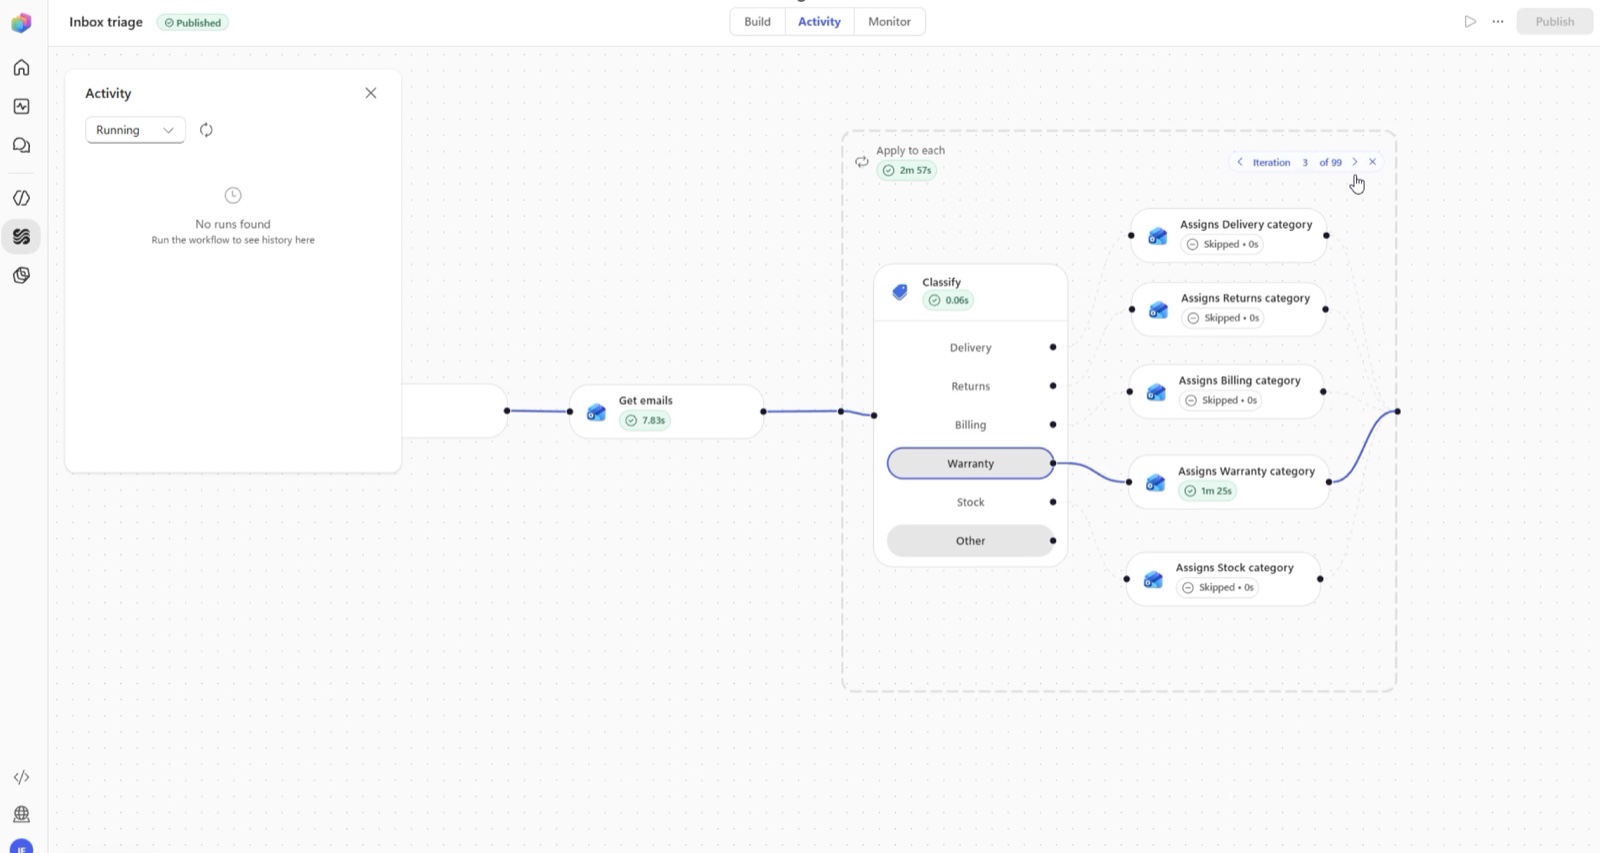 Inbox triage
Published
Build
Activity
Monitor
Publish
Activity
Running
No runs found
Run the workflow to see history here
Get emails
7.83s
Apply to each
2m 57s
Iteration 3 of 99
Classify
0.06s
Delivery
Returns
Billing
Warranty
Stock
Other
Assigns Delivery category
Skipped • 0s
Assigns Returns category
Skipped • 0s
Assigns Billing category
Skipped • 0s
Assigns Warranty category
1m 25s
Assigns Stock category
Skipped • 0s